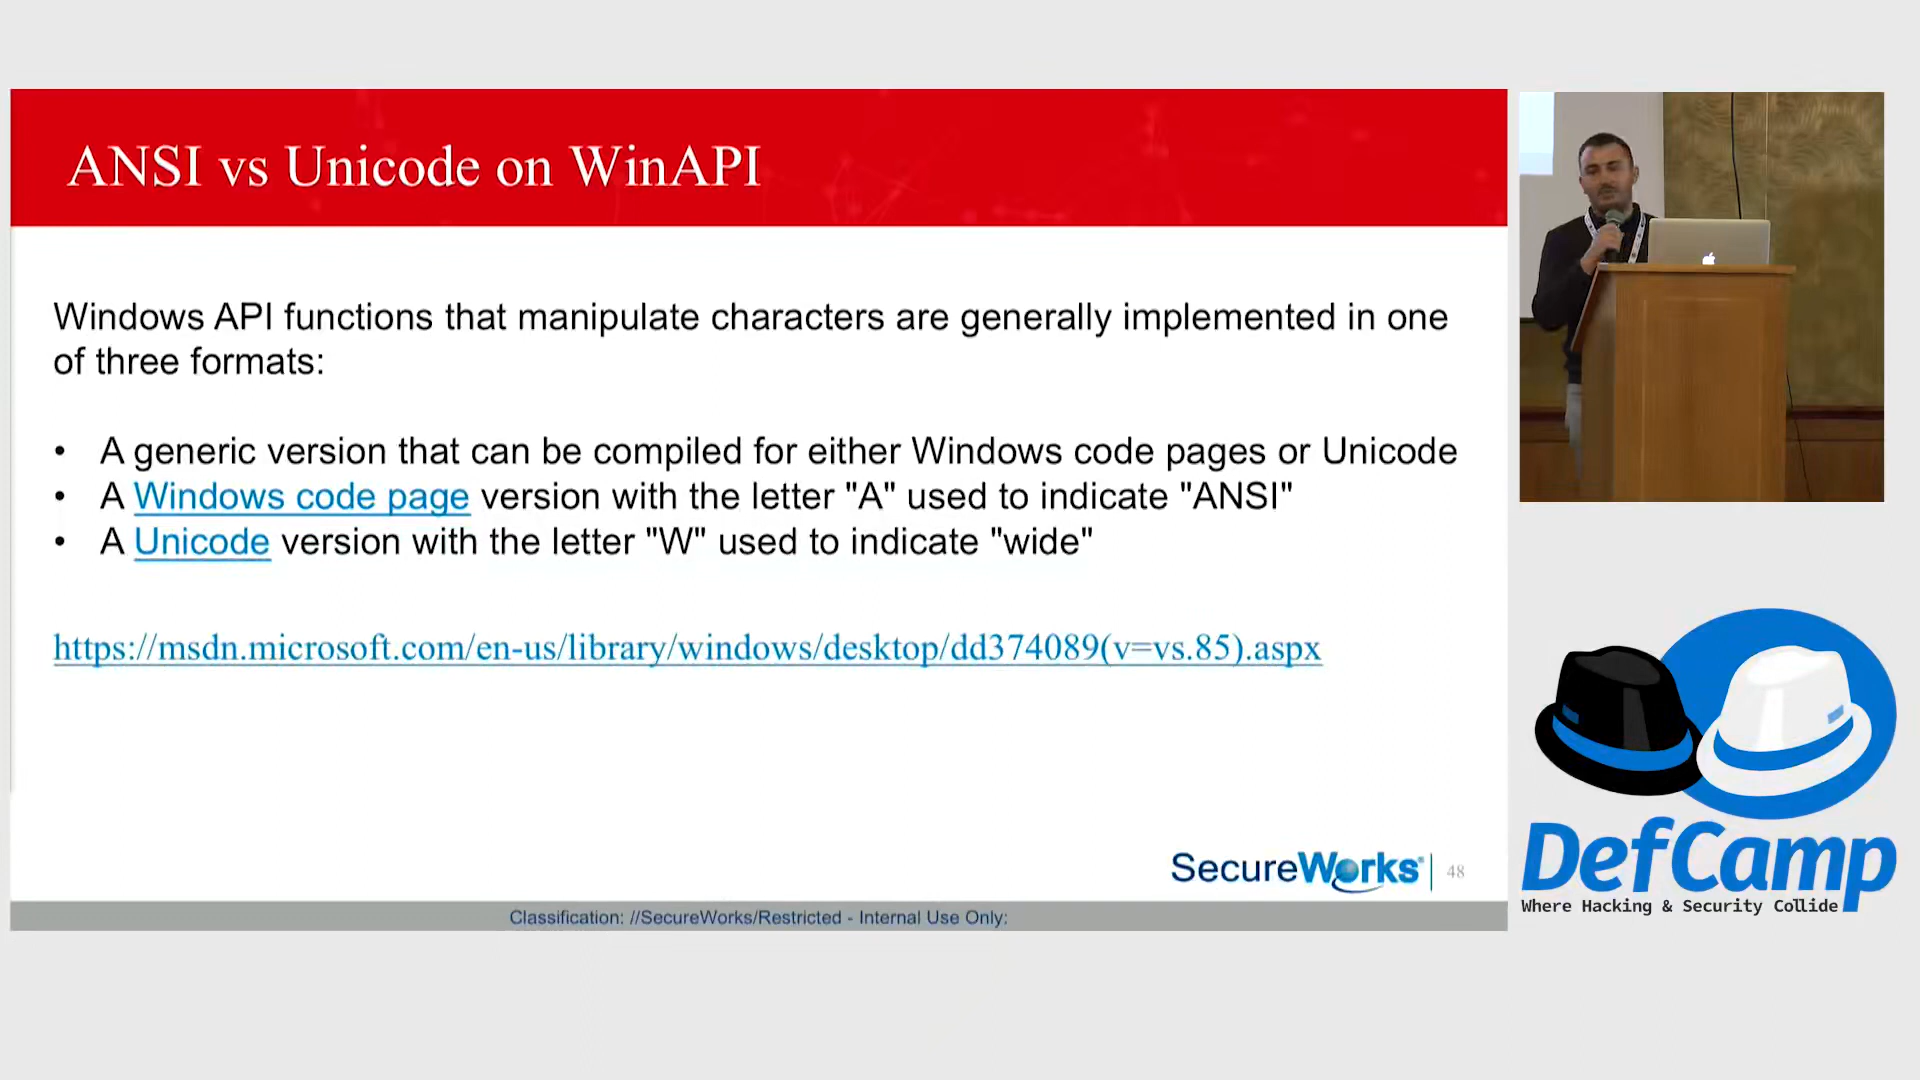 ANSI vs Unicode on WinAPI
Windows API functions that manipulate characters are generally implemented in one
of three formats:
• A generic version that can be compiled for either Windows code pages or Unicode
• A Windows code page version with the letter "A" used to indicate "ANSI"
• A Unicode version with the letter "W" used to indicate "wide"
https://msdn.microsoft.com/en-us/library/windows/desktop/dd374089(v=vs.85).aspx
SecureWorks 48
Classification: //SecureWorks/Restricted - Internal Use Only:
DefCamp
Where Hacking & Security Collide